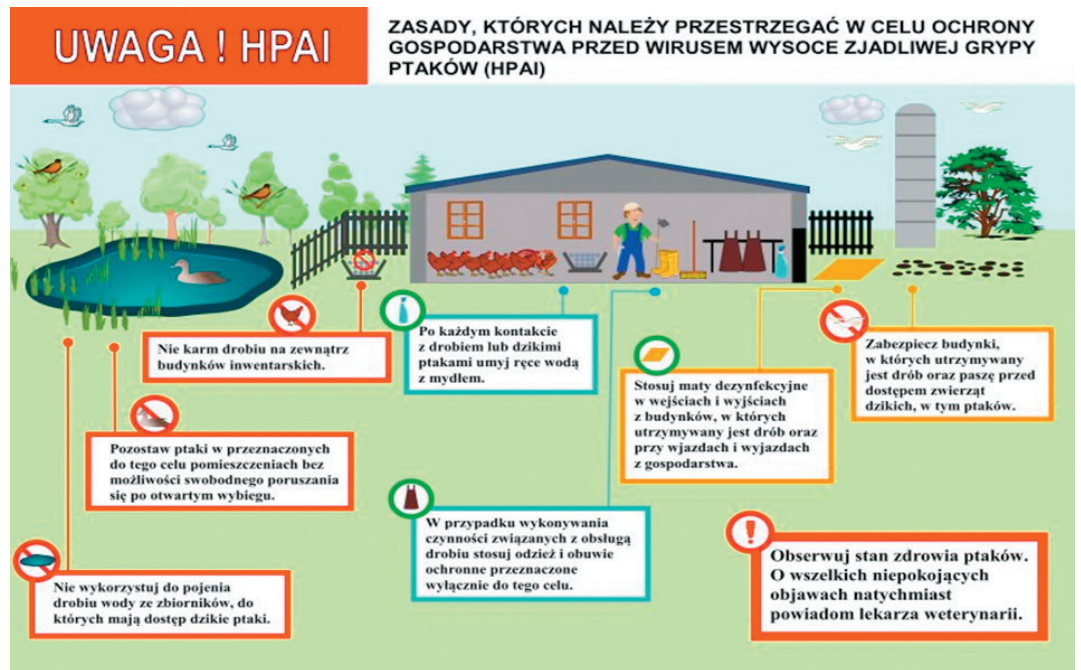 UWAGA ! HPAI
ZASADY, KTÓRYCH NALEŻY PRZESTRZEGAĆ W CELU OCHRONY
GOSPODARSTWA PRZED WIRUSEM WYSOCE ZJADLIWEJ GRYPY
PTAKÓW (HPAI)
Nie karm drobiu na zewnątrz
budynków inwentarskich.
Po każdym kontakcie
z drobiem lub dzikimi
ptakami umyj ręce wodą
z mydłem.
Stosuj maty dezynfekcyjne
w wejściach i wyjściach
z budynków, w których
utrzymywany jest drób oraz
przy wjazdach i wyjazdach
z gospodarstwa.
Zabezpiecz budynki,
w których utrzymywany
jest drób oraz paszę przed
dostępem zwierząt
dzikich, w tym ptaków.
Pozostaw ptaki w przeznaczonych
do tego celu pomieszczeniach bez
możliwości swobodnego poruszania
się po otwartym wybiegu.
W przypadku wykonywania
czynności związanych z obsługą
drobiu stosuj odzież i obuwie
ochronne przeznaczone
wyłącznie do tego celu.
Nie wykorzystuj do pojenia
drobiu wody ze zbiorników, do
których mają dostęp dzikie ptaki.
Obserwuj stan zdrowia ptaków.
O wszelkich niepokojących
objawach natychmiast
powiadom lekarza weterynarii.